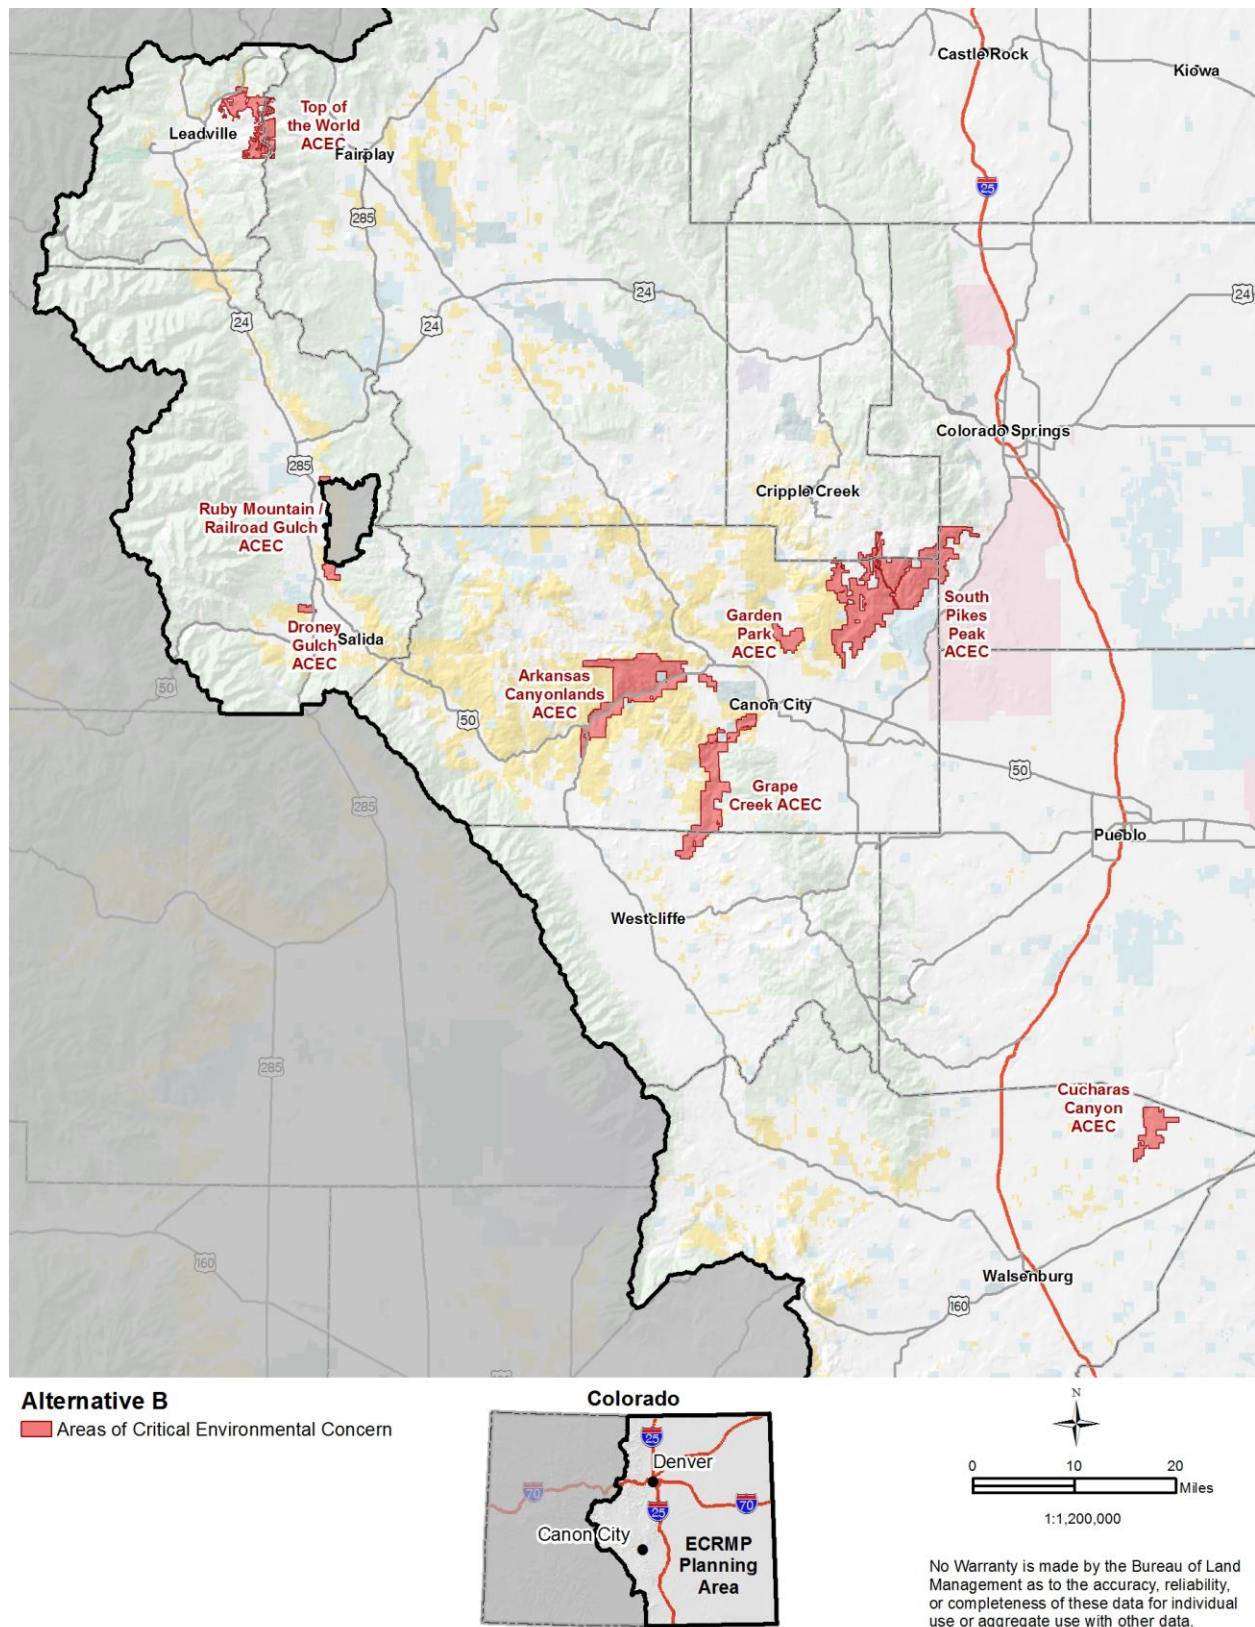 Castle Rock
Kiowa
Top of
the World
ACEC
Leadville
Fairplay
25
285
24
24
24
24
Colorado Springs
285
Cripple Creek
Ruby Mountain /
Railroad Gulch
ACEC
South
Pikes
Peak
ACEC
Garden
Park
ACEC
Droney
Gulch
ACEC
Salida
Arkansas
Canyonlands
ACEC
50
50
Canon City
50
Grape
Creek ACEC
285
Pueblo
Westcliffe
285
Cucharas
Canyon
ACEC
160
Walsenburg
160
Alternative B
Areas of Critical Environmental Concern
Colorado
25
Denver
70
70
25
Canon City
ECRMP
Planning
Area
N
0 10 20
Miles
1:1,200,000
No Warranty is made by the Bureau of Land
Management as to the accuracy, reliability,
or completeness of these data for individual
use or aggregate use with other data.